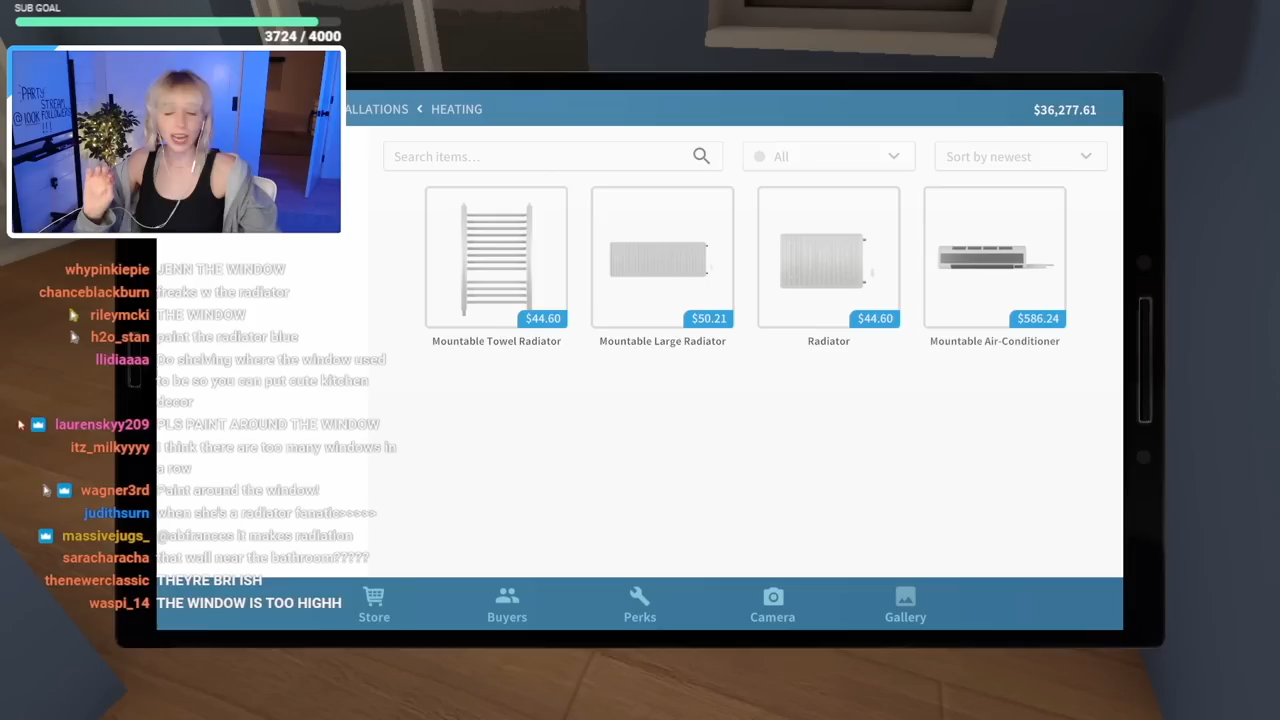 SUB GOAL
3724 / 4000
PARTY
STREAM
@100K FOLLOWERS
!!!
ALLATIONS < HEATING
$36,277.61
Search items...
All
Sort by newest
$44.60
$50.21
$44.60
$586.24
Mountable Towel Radiator
Mountable Large Radiator
Radiator
Mountable Air-Conditioner
whypinkiepie JENN THE WINDOW
chanceblackburn freaks w the radiator
rileymcki THE WINDOW
h2o_stan paint the radiator blue
llidiaaaa Do shelving where the window used
to be so you can put cute kitchen
decor
laurenskyy209 PLS PAINT AROUND THE WINDOW
itz_milkyyyy I think there are too many windows in
a row
wagner3rd Paint around the window!
judithsurn when she's a radiator fanatic>>>>>
massivejugs_ @abfrances it makes radiation
saracharacha that wall near the bathroom????
thenewerclassic THEYRE BRI ISH
waspi_14 THE WINDOW IS TOO HIGHH
Store
Buyers
Perks
Camera
Gallery